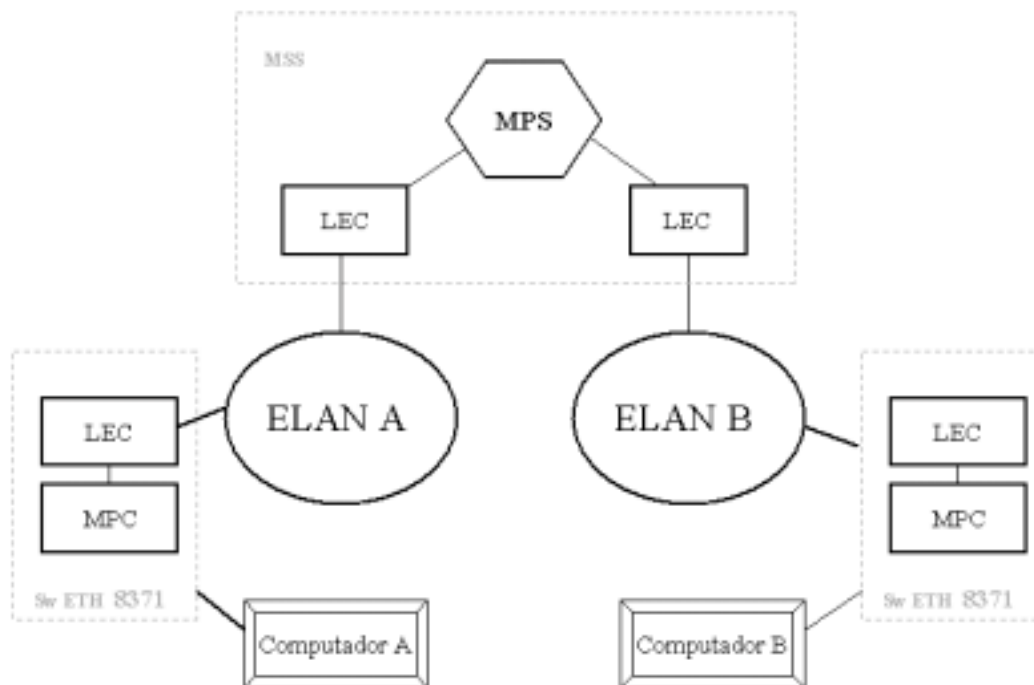 MSS
MPS
LEC
LEC
ELAN A
ELAN B
LEC
MPC
Sw ETH 8371
LEC
MPC
Sw ETH 8371
Computador A
Computador B